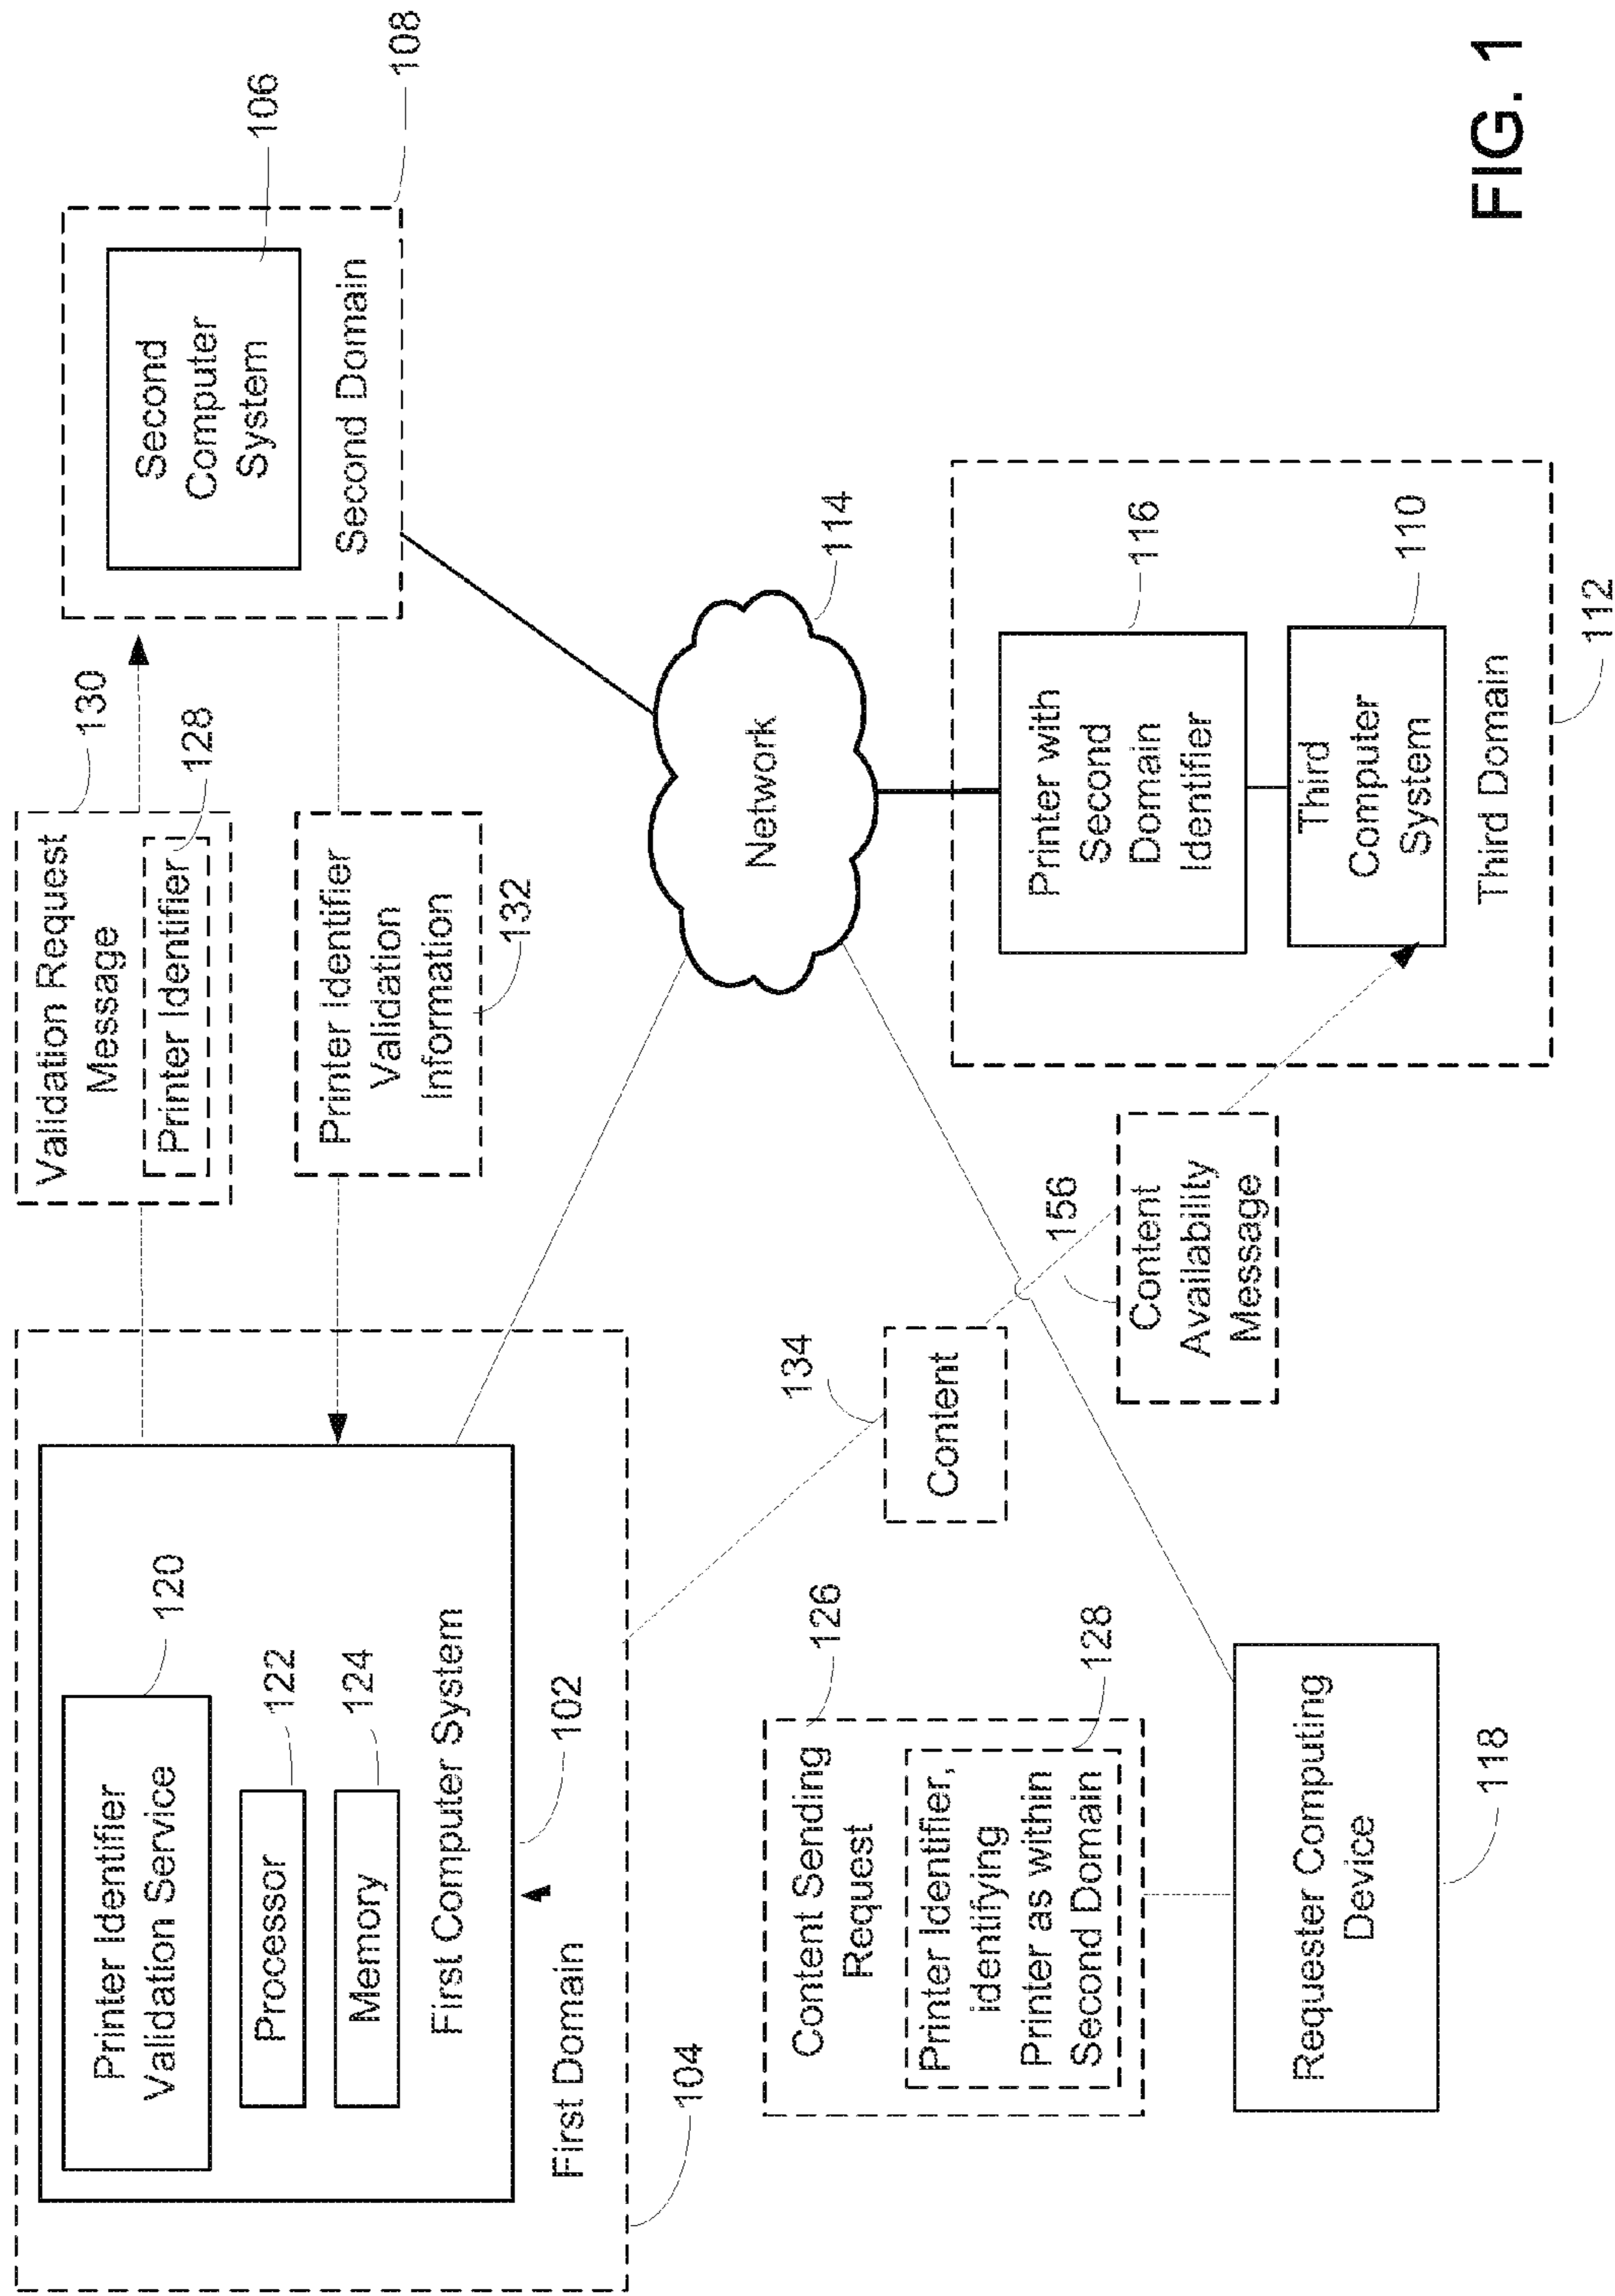 Printer Identifier
Validation Service
120
Processor
122
Memory
124
First Computer System
102
First Domain
104
Validation Request
Message
130
Printer Identifier
128
Printer Identifier
Validation
Information
132
Second
Computer
System
106
Second Domain
108
Network
114
Content
134
Content Sending
Request
126
Printer Identifier,
identifying
Printer as within
Second Domain
128
Requester Computing
Device
118
Content
Availability
Message
156
Printer with
Second
Domain
Identifier
116
Third
Computer
System
110
Third Domain
112
FIG. 1